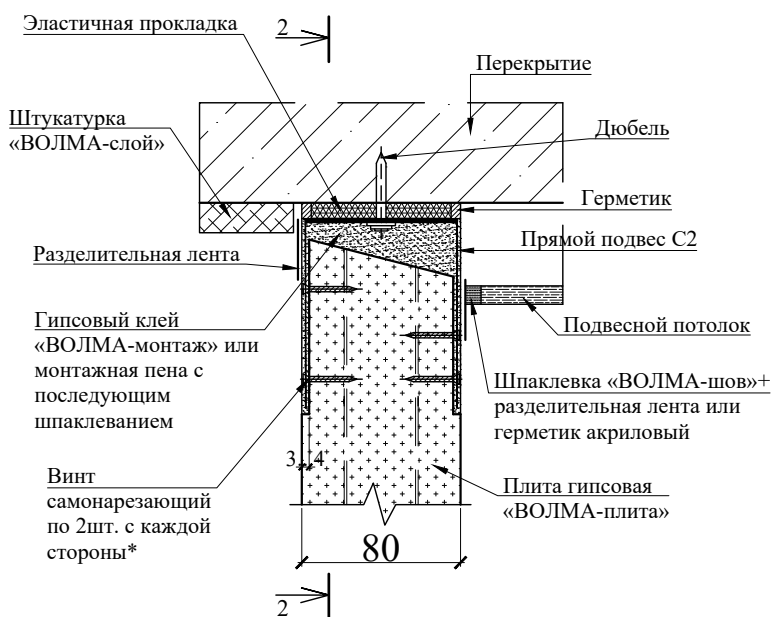 Эластичная прокладка
2
Перекрытие
Штукатурка
«ВОЛМА-слой»
Дюбель
Герметик
Прямой подвес С2
Разделительная лента
Гипсовый клей
«ВОЛМА-монтаж» или
монтажная пена с
последующим
шпаклеванием
Подвесной потолок
Шпаклевка «ВОЛМА-шов»+
разделительная лента или
герметик акриловый
3 4
Винт
самонарезающий
по 2шт. с каждой
стороны*
Плита гипсовая
«ВОЛМА-плита»
80
2